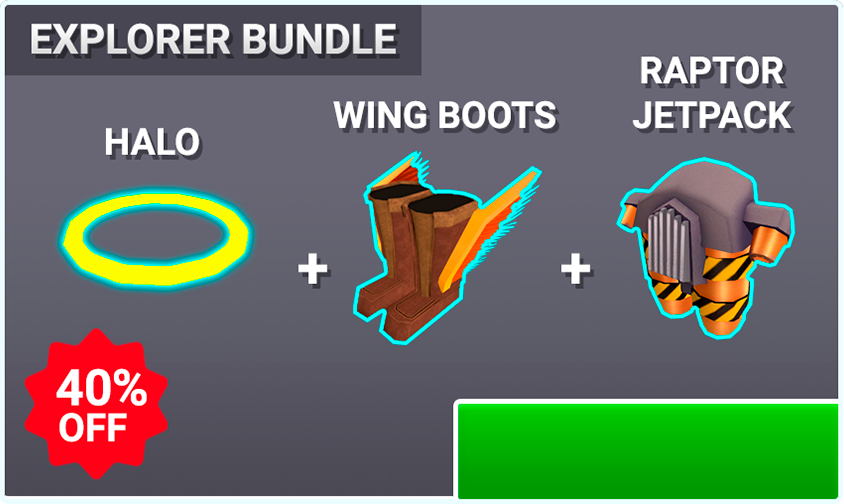 EXPLORER BUNDLE
HALO
WING BOOTS
RAPTOR
JETPACK
+
+
40%
OFF